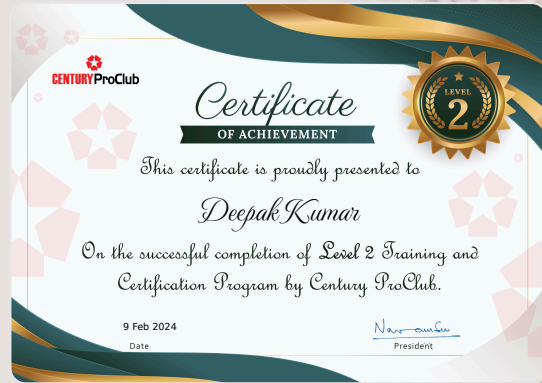 CENTURY ProClub
Certificate
OF ACHIEVEMENT
LEVEL
2
This certificate is proudly presented to
Deepak Kumar
On the successful completion of Level 2 Training and
Certification Program by Century ProClub.
9 Feb 2024
Date
President